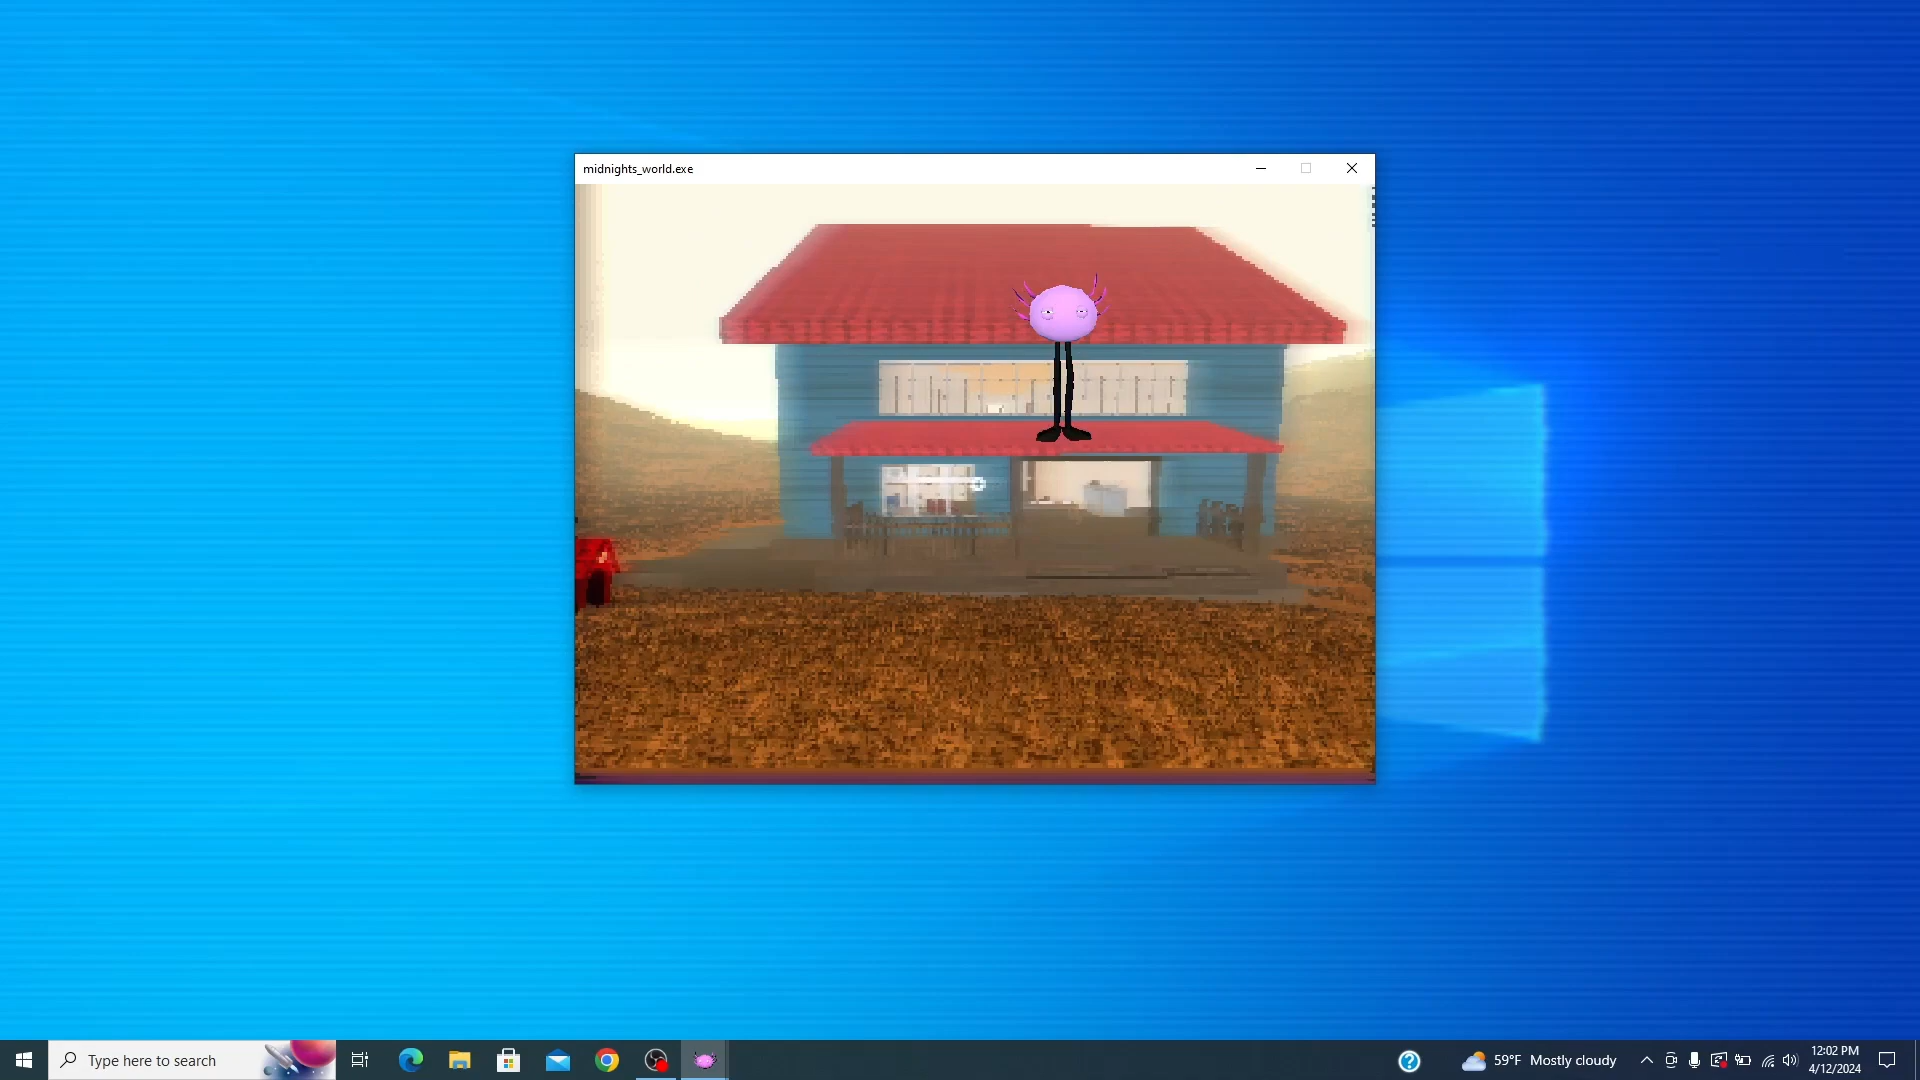 midnights_world.exe
Type here to search
59°F Mostly cloudy
12:02 PM
4/12/2024